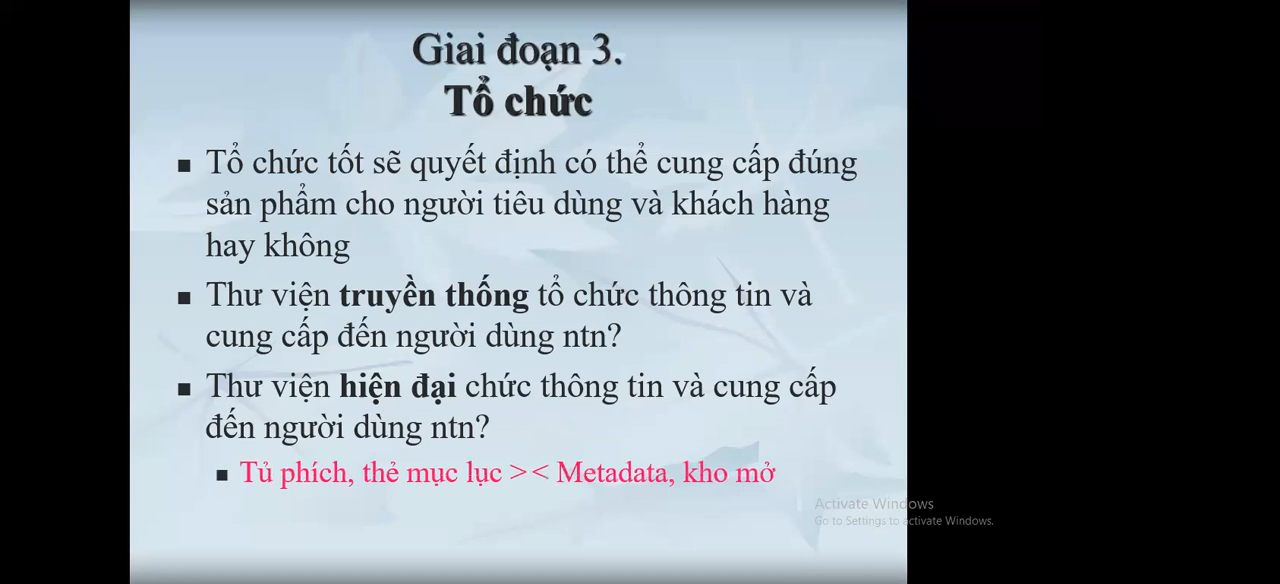 Giai đoạn 3.
Tổ chức
▪ Tổ chức tốt sẽ quyết định có thể cung cấp đúng
sản phẩm cho người tiêu dùng và khách hàng
hay không
▪ Thư viện truyền thống tổ chức thông tin và
cung cấp đến người dùng ntn?
▪ Thư viện hiện đại chức thông tin và cung cấp
đến người dùng ntn?
▪ Tủ phích, thẻ mục lục >< Metadata, kho mở
Activate Windows
Go to Settings to activate Windows.